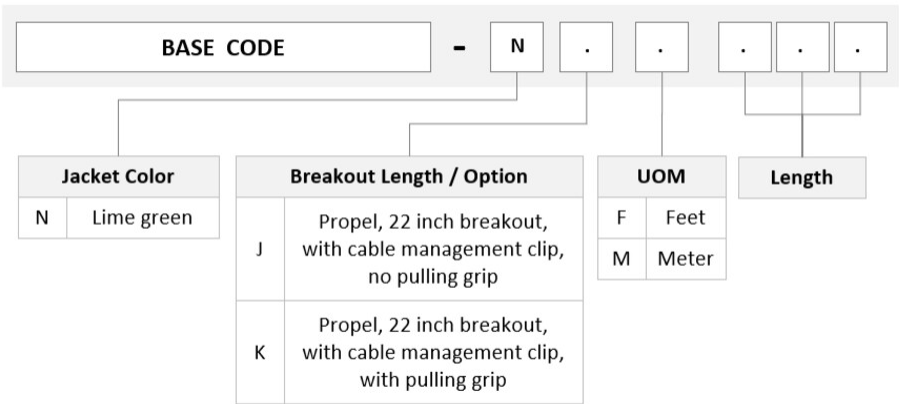 BASE CODE - N . . . . .
Jacket Color
N Lime green
Breakout Length / Option
J Propel, 22 inch breakout,
with cable management clip,
no pulling grip
K Propel, 22 inch breakout,
with cable management clip,
with pulling grip
UOM
F Feet
M Meter
Length